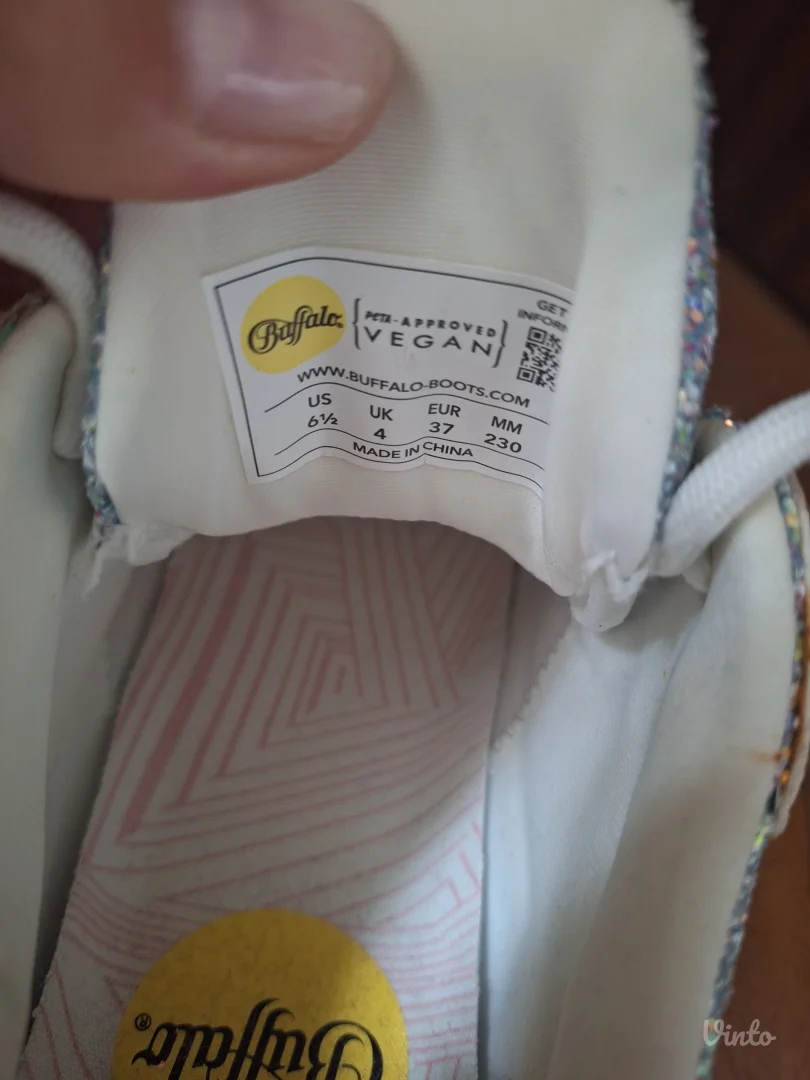 Buffalo®
{PETA-APPROVED
VEGAN}
GET
INFORM
WWW.BUFFALO-BOOTS.COM
US UK EUR MM
6½ 4 37 230
MADE IN CHINA
Buffalo®
Vinto